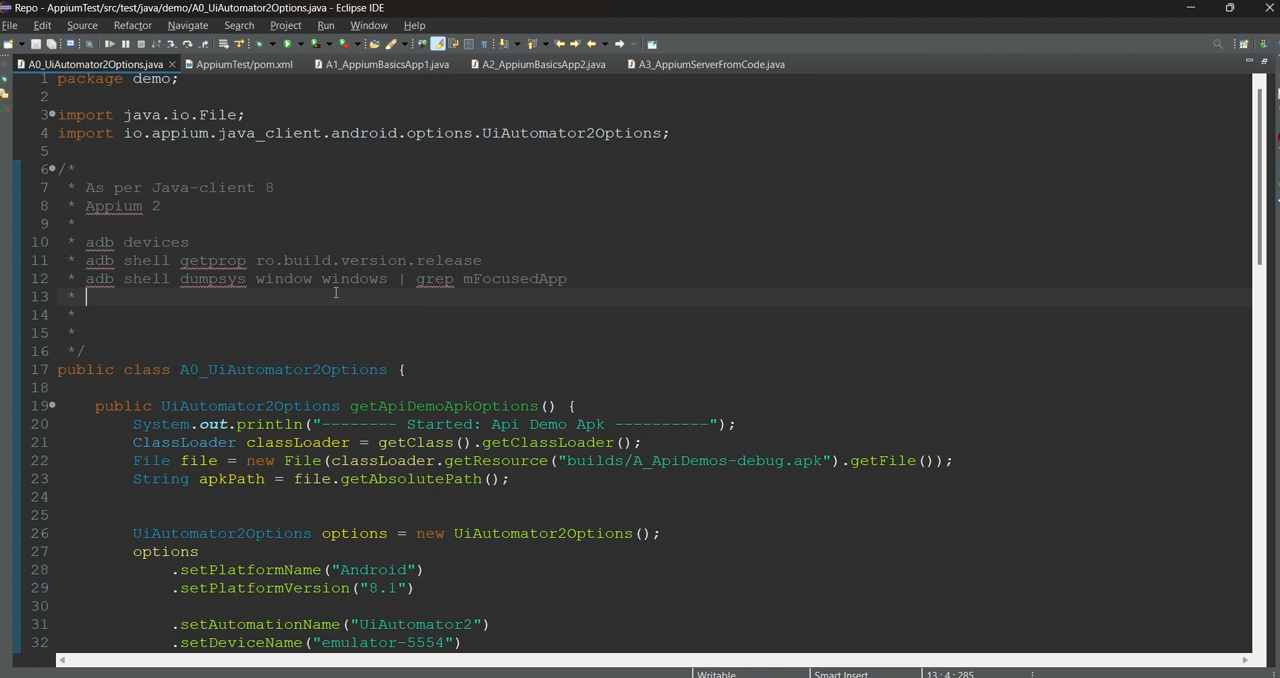 Repo - AppiumTest/src/test/java/demo/A0_UiAutomator2Options.java - Eclipse IDE
File Edit Source Refactor Navigate Search Project Run Window Help
A0_UiAutomator2Options.java AppiumTest/pom.xml A1_AppiumBasicsApp1.java A2_AppiumBasicsApp2.java A3_AppiumServerFromCode.java
1 package demo;
2
3 import java.io.File;
4 import io.appium.java_client.android.options.UiAutomator2Options;
5
6 /*
7 * As per Java-client 8
8 * Appium 2
9 *
10 * adb devices
11 * adb shell getprop ro.build.version.release
12 * adb shell dumpsys window windows | grep mFocusedApp
13 *
14 *
15 *
16 */
17 public class A0_UiAutomator2Options {
18
19 public UiAutomator2Options getApiDemoApkOptions() {
20 System.out.println("-------- Started: Api Demo Apk ----------");
21 ClassLoader classLoader = getClass().getClassLoader();
22 File file = new File(classLoader.getResource("builds/A_ApiDemos-debug.apk").getFile());
23 String apkPath = file.getAbsolutePath();
24
25
26 UiAutomator2Options options = new UiAutomator2Options();
27 options
28 .setPlatformName("Android")
29 .setPlatformVersion("8.1")
30
31 .setAutomationName("UiAutomator2")
32 .setDeviceName("emulator-5554")
Writable Smart Insert 13 : 4 : 285